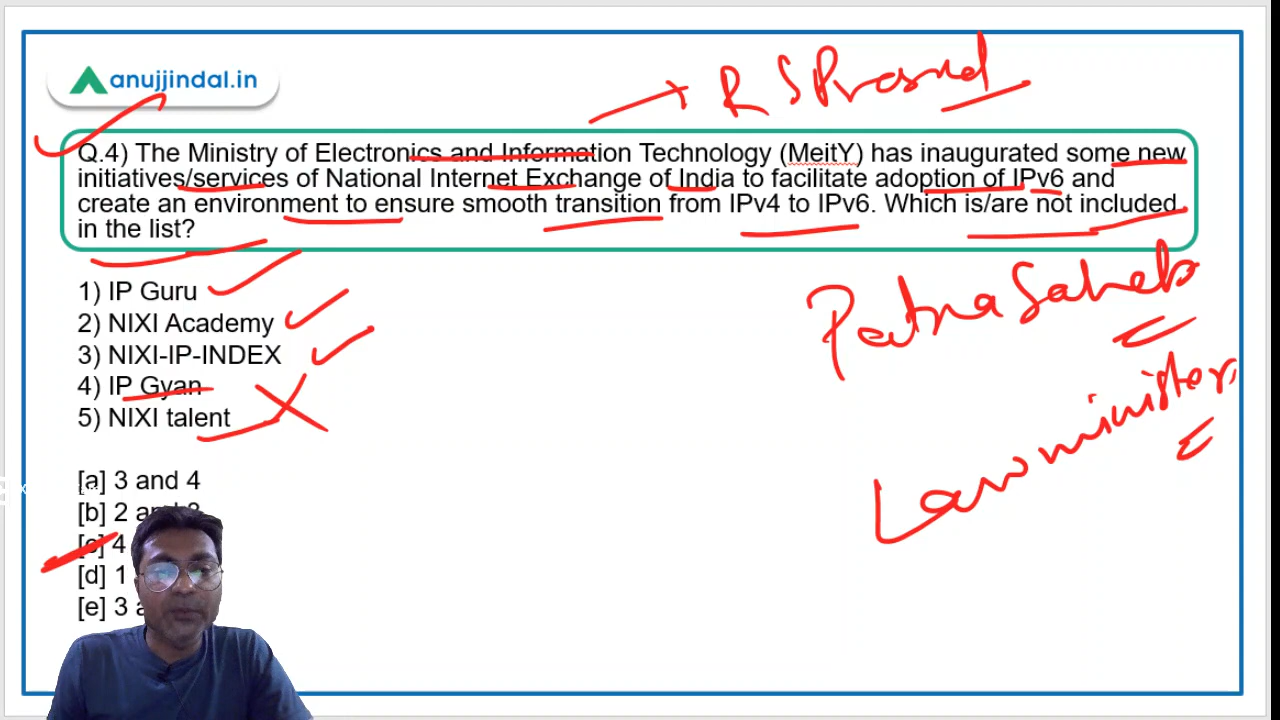 anujjindal.in
R S Prasad
Q.4) The Ministry of Electronics and Information Technology (MeitY) has inaugurated some new
initiatives/services of National Internet Exchange of India to facilitate adoption of IPv6 and
create an environment to ensure smooth transition from IPv4 to IPv6. Which is/are not included
in the list?
1) IP Guru
2) NIXI Academy
3) NIXI-IP-INDEX
4) IP Gyan
5) NIXI talent
Patna Saheb
Law minister
[a] 3 and 4
[b] 2 and
[c] 4
[d] 1
[e] 3